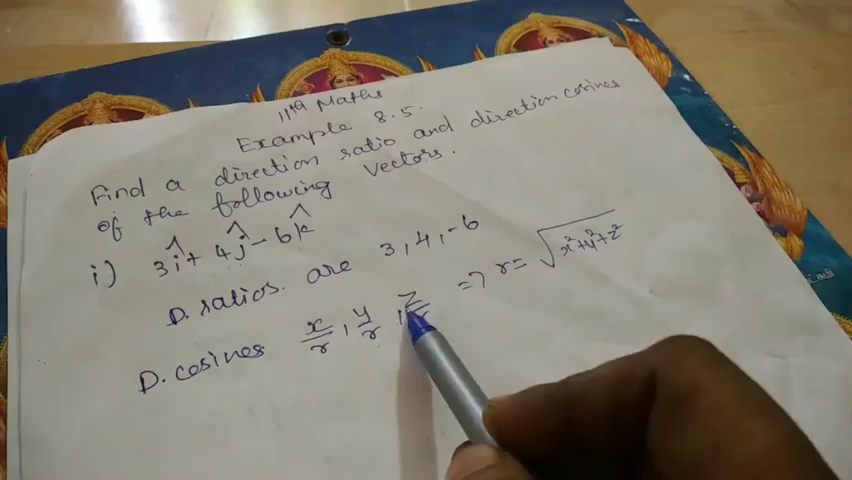 11th Maths
Example 8.5.
Find a direction ratio and direction cosines
of the following Vectors.
i) 3î + 4ĵ - 6k̂
D. ratios. are 3, 4, -6
D. cosines x/r, y/r, z/r => r = √(x²+y²+z²)